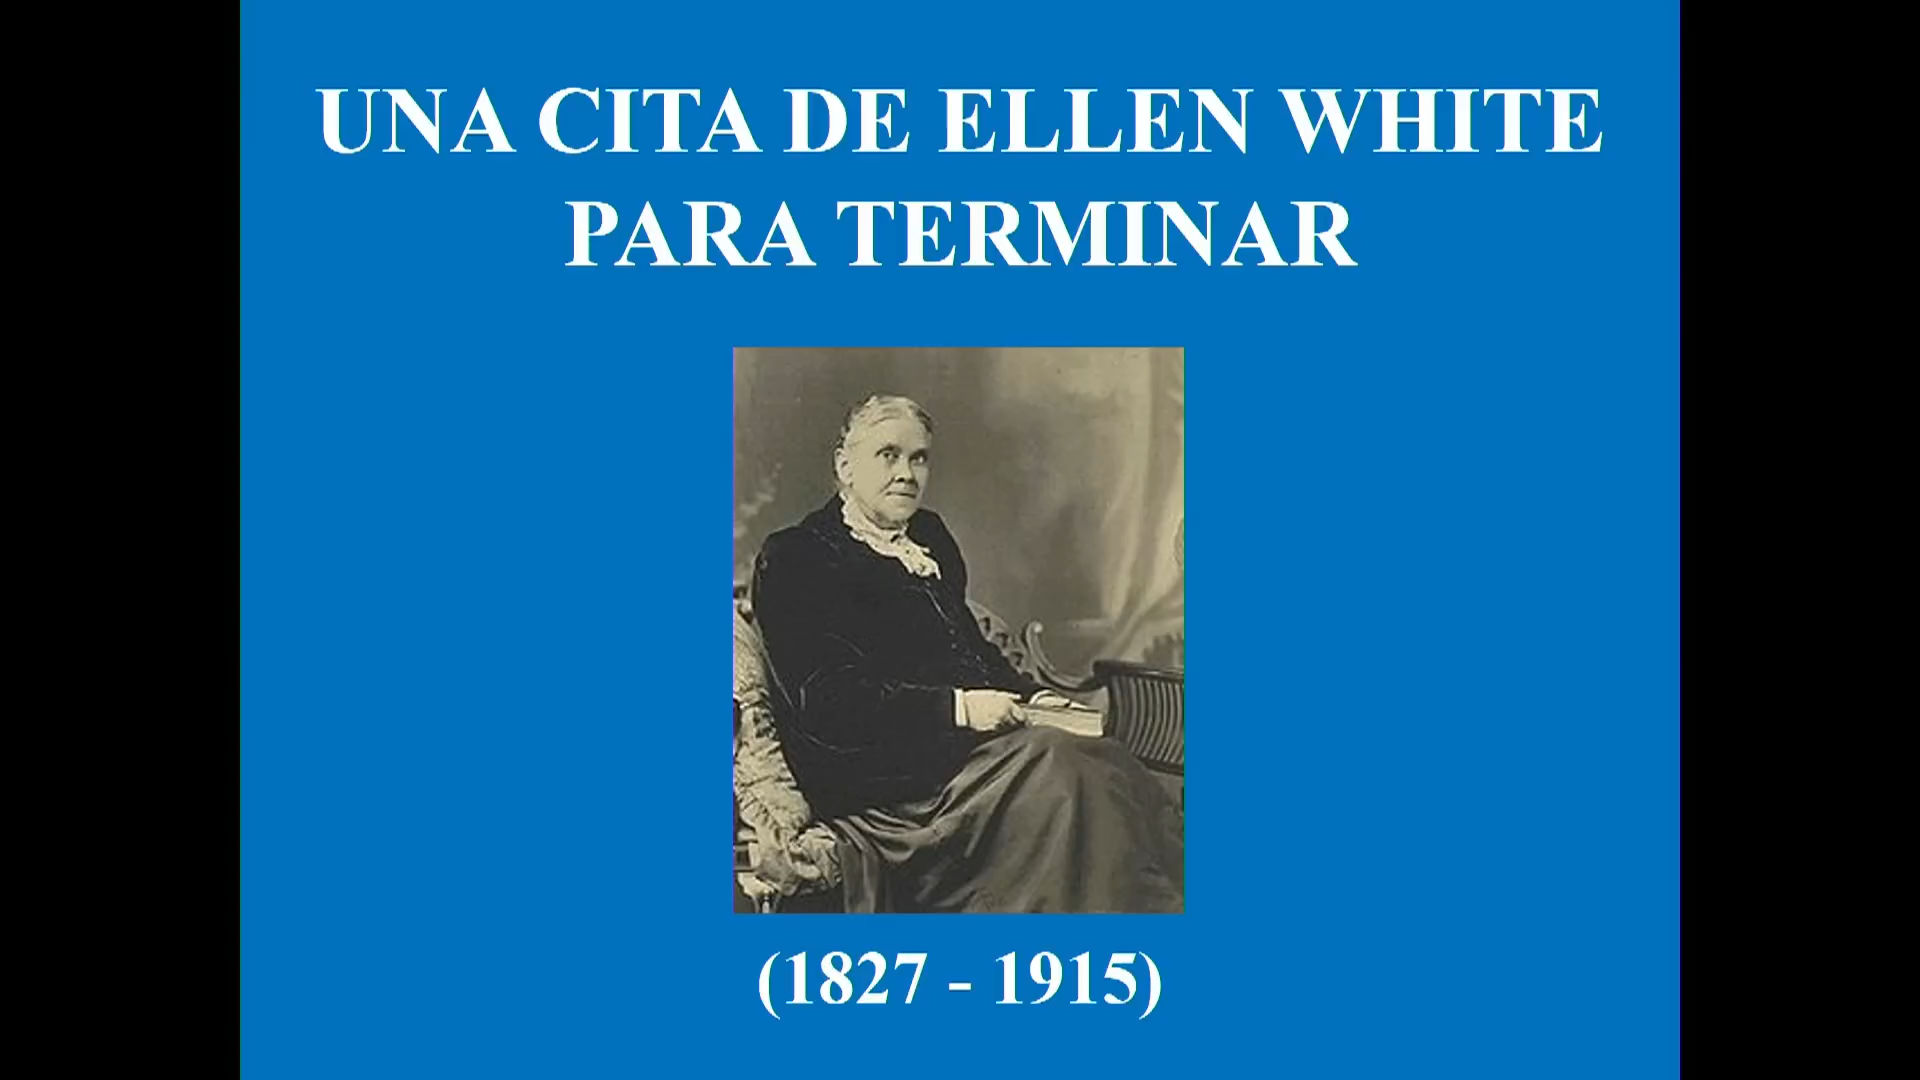 UNA CITA DE ELLEN WHITE
PARA TERMINAR
(1827 - 1915)